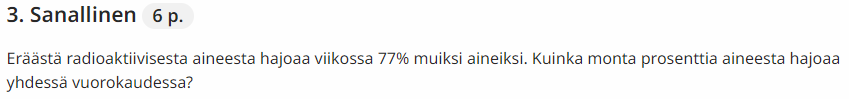 3. Sanallinen 6 p.
Eräästä radioaktiivisesta aineesta hajoaa viikossa 77% muiksi aineiksi. Kuinka monta prosenttia aineesta hajoaa
yhdessä vuorokaudessa?